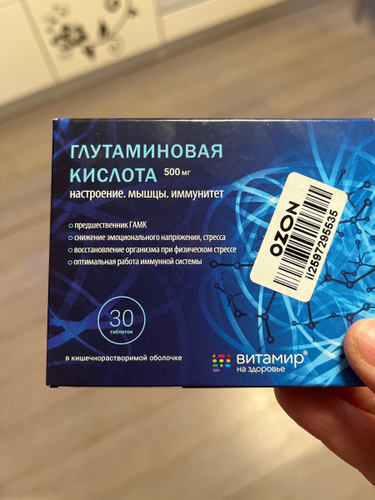 ГЛУТАМИНОВАЯ
КИСЛОТА 500 мг
настроение. мышцы. иммунитет
предшественник ГАМК
снижение эмоционального напряжения, стресса
восстановление организма при физическом стрессе
оптимальная работа иммунной системы
OZON
ii2597295535
30
таблеток
в кишечнорастворимой оболочке
ВИТАМИР®
на здоровье